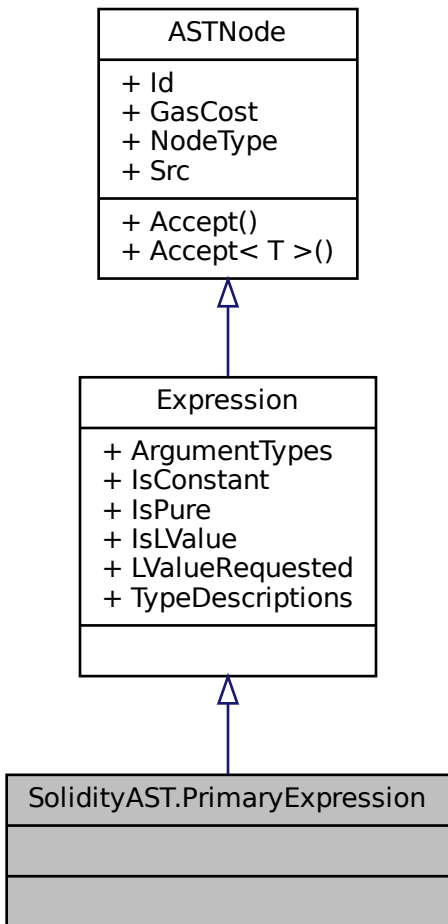 ASTNode
+ Id
+ GasCost
+ NodeType
+ Src
+ Accept()
+ Accept< T >()
Expression
+ ArgumentTypes
+ IsConstant
+ IsPure
+ IsLValue
+ LValueRequested
+ TypeDescriptions
SolidityAST.PrimaryExpression